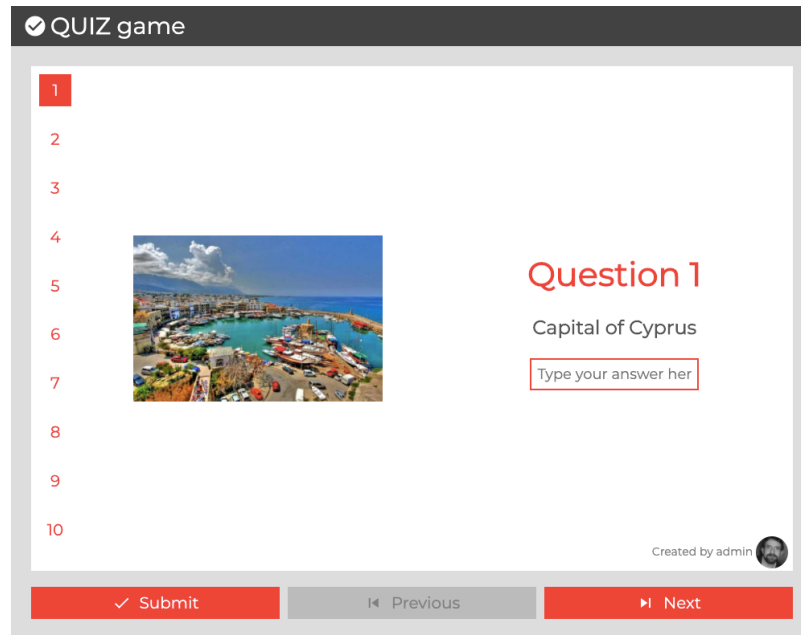 QUIZ game
1
2
3
4
5
6
7
8
9
10
Question 1
Capital of Cyprus
Type your answer her
Created by admin
Submit
Previous
Next